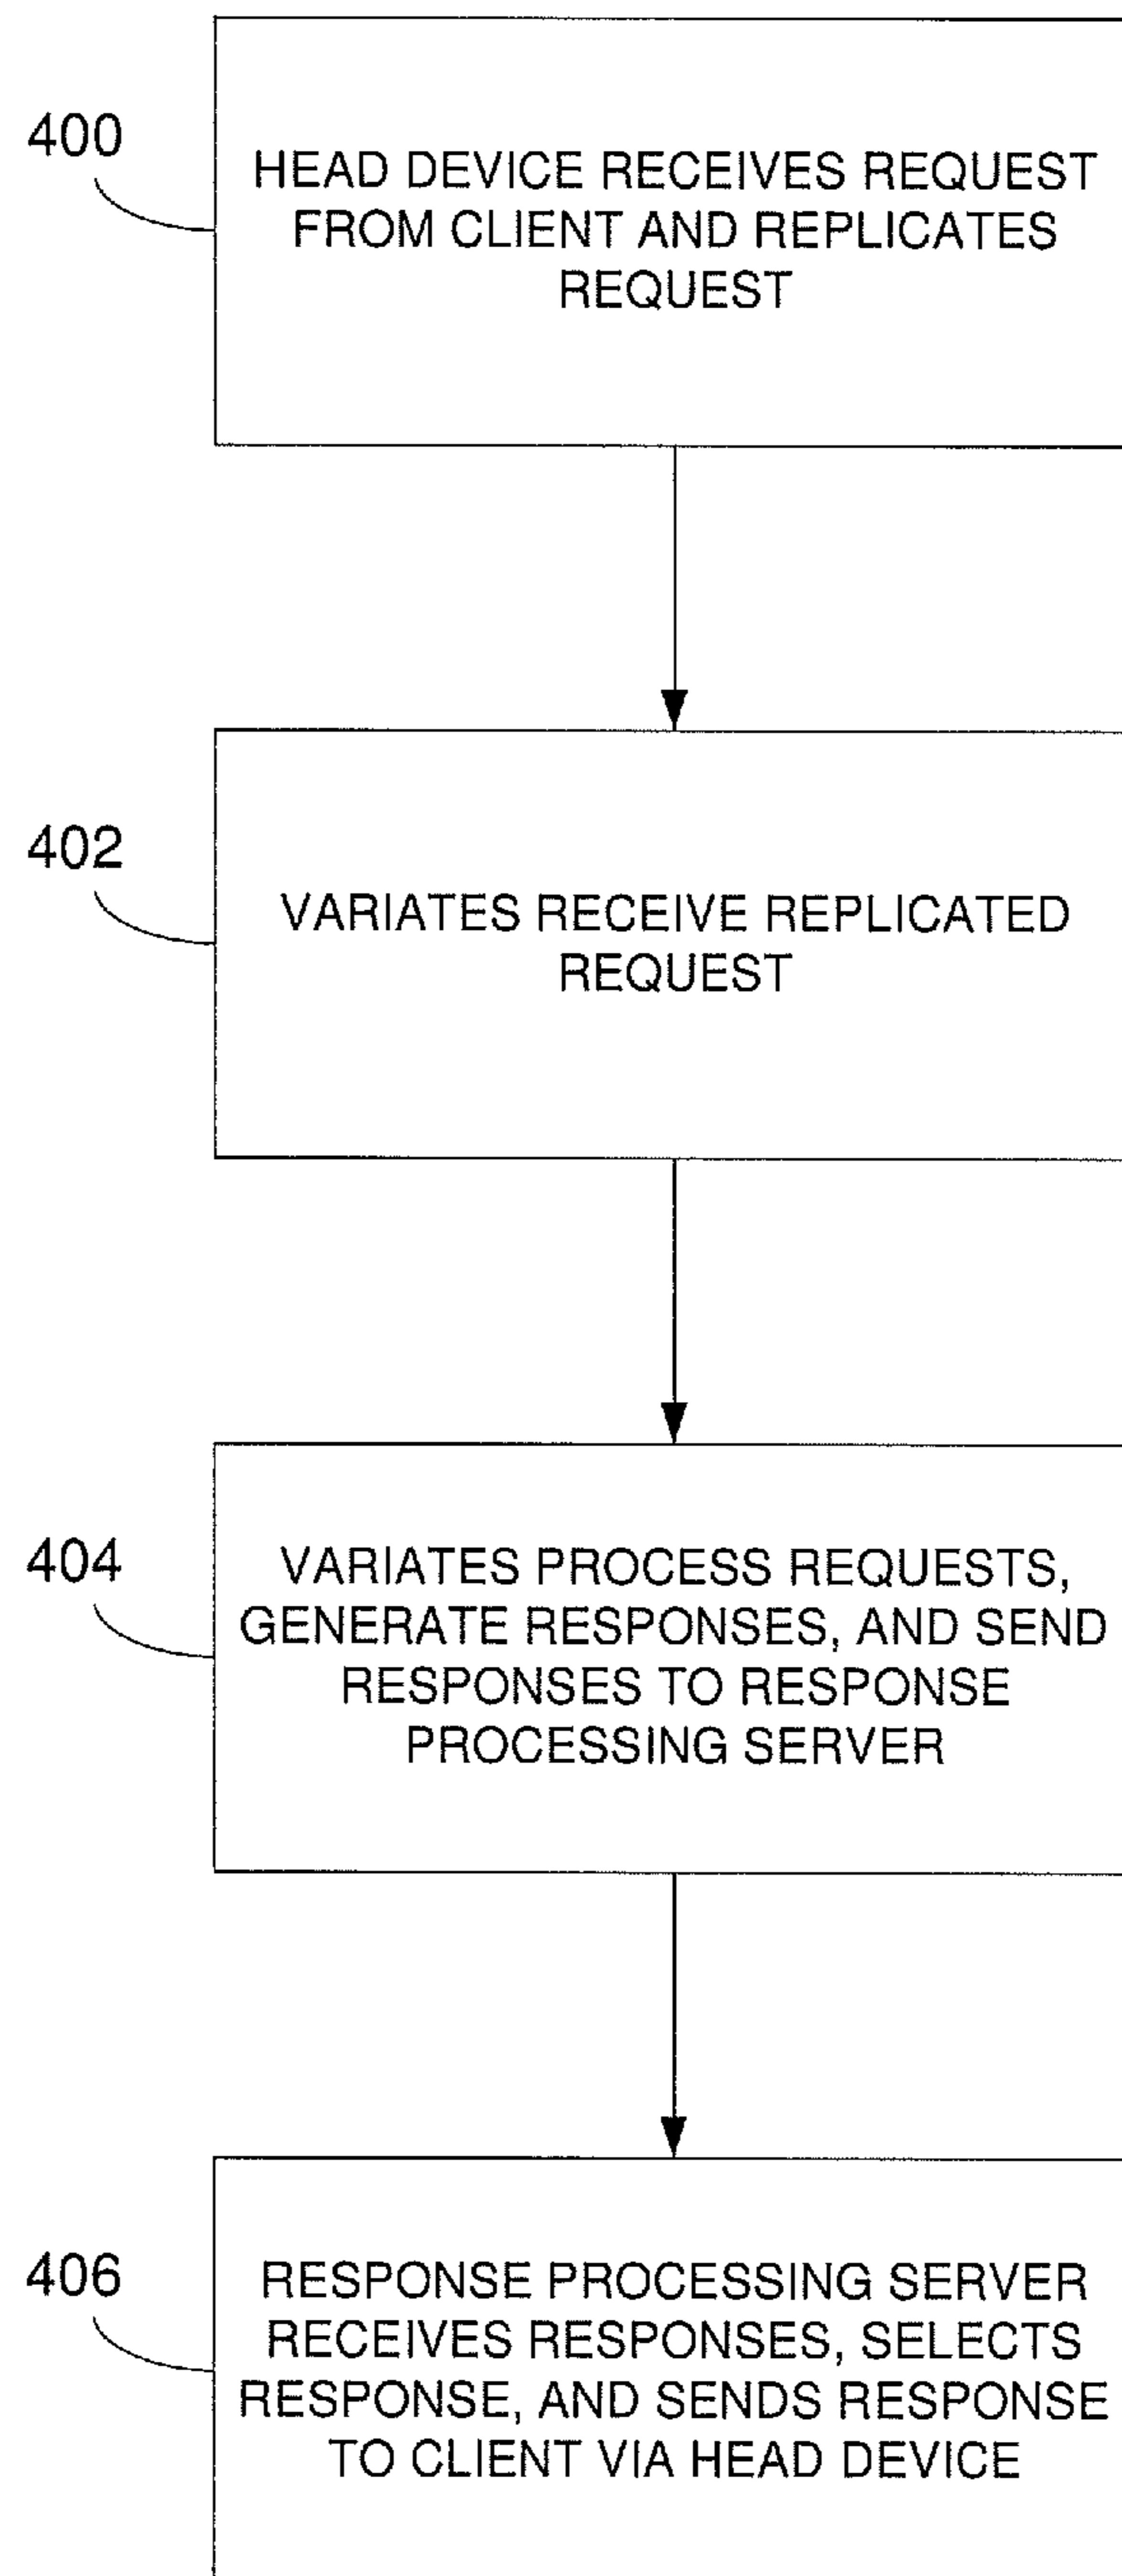 400
HEAD DEVICE RECEIVES REQUEST
FROM CLIENT AND REPLICATES
REQUEST
402
VARIATES RECEIVE REPLICATED
REQUEST
404
VARIATES PROCESS REQUESTS,
GENERATE RESPONSES, AND SEND
RESPONSES TO RESPONSE
PROCESSING SERVER
406
RESPONSE PROCESSING SERVER
RECEIVES RESPONSES, SELECTS
RESPONSE, AND SENDS RESPONSE
TO CLIENT VIA HEAD DEVICE